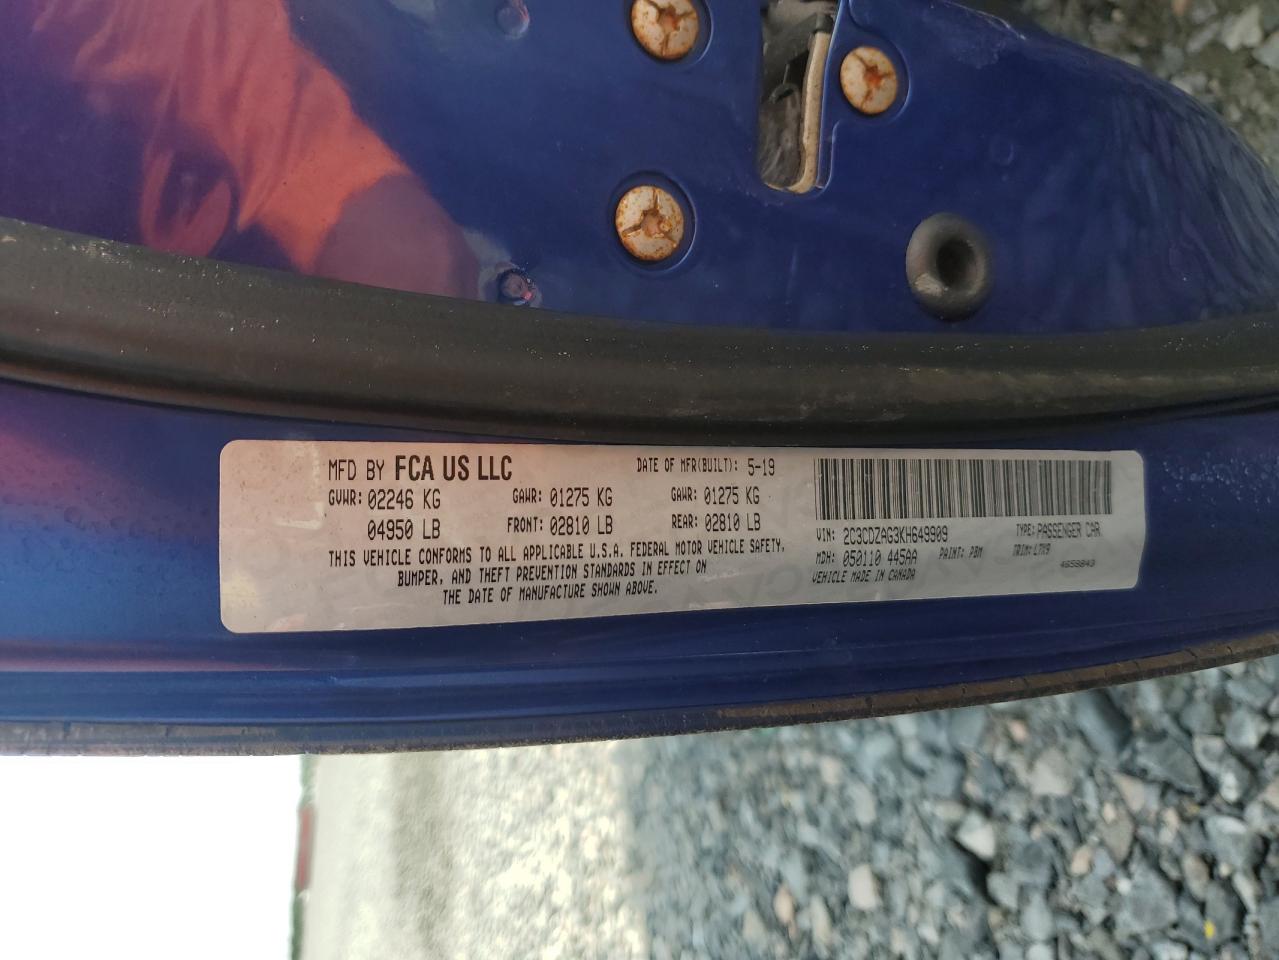 MFD BY FCA US LLC DATE OF MFR(BUILT): 5-19
GVWR: 02246 KG GAWR: 01275 KG GAWR: 01275 KG
04950 LB FRONT: 02810 LB REAR: 02810 LB
THIS VEHICLE CONFORMS TO ALL APPLICABLE U.S.A. FEDERAL MOTOR VEHICLE SAFETY,
BUMPER, AND THEFT PREVENTION STANDARDS IN EFFECT ON
THE DATE OF MANUFACTURE SHOWN ABOVE.
VIN: 2C3CDZAG3KH649909 TYPE: PASSENGER CAR
MDH: 050110 445AA PAINT: PBM TRIM: L7X9
VEHICLE MADE IN CANADA 4658843